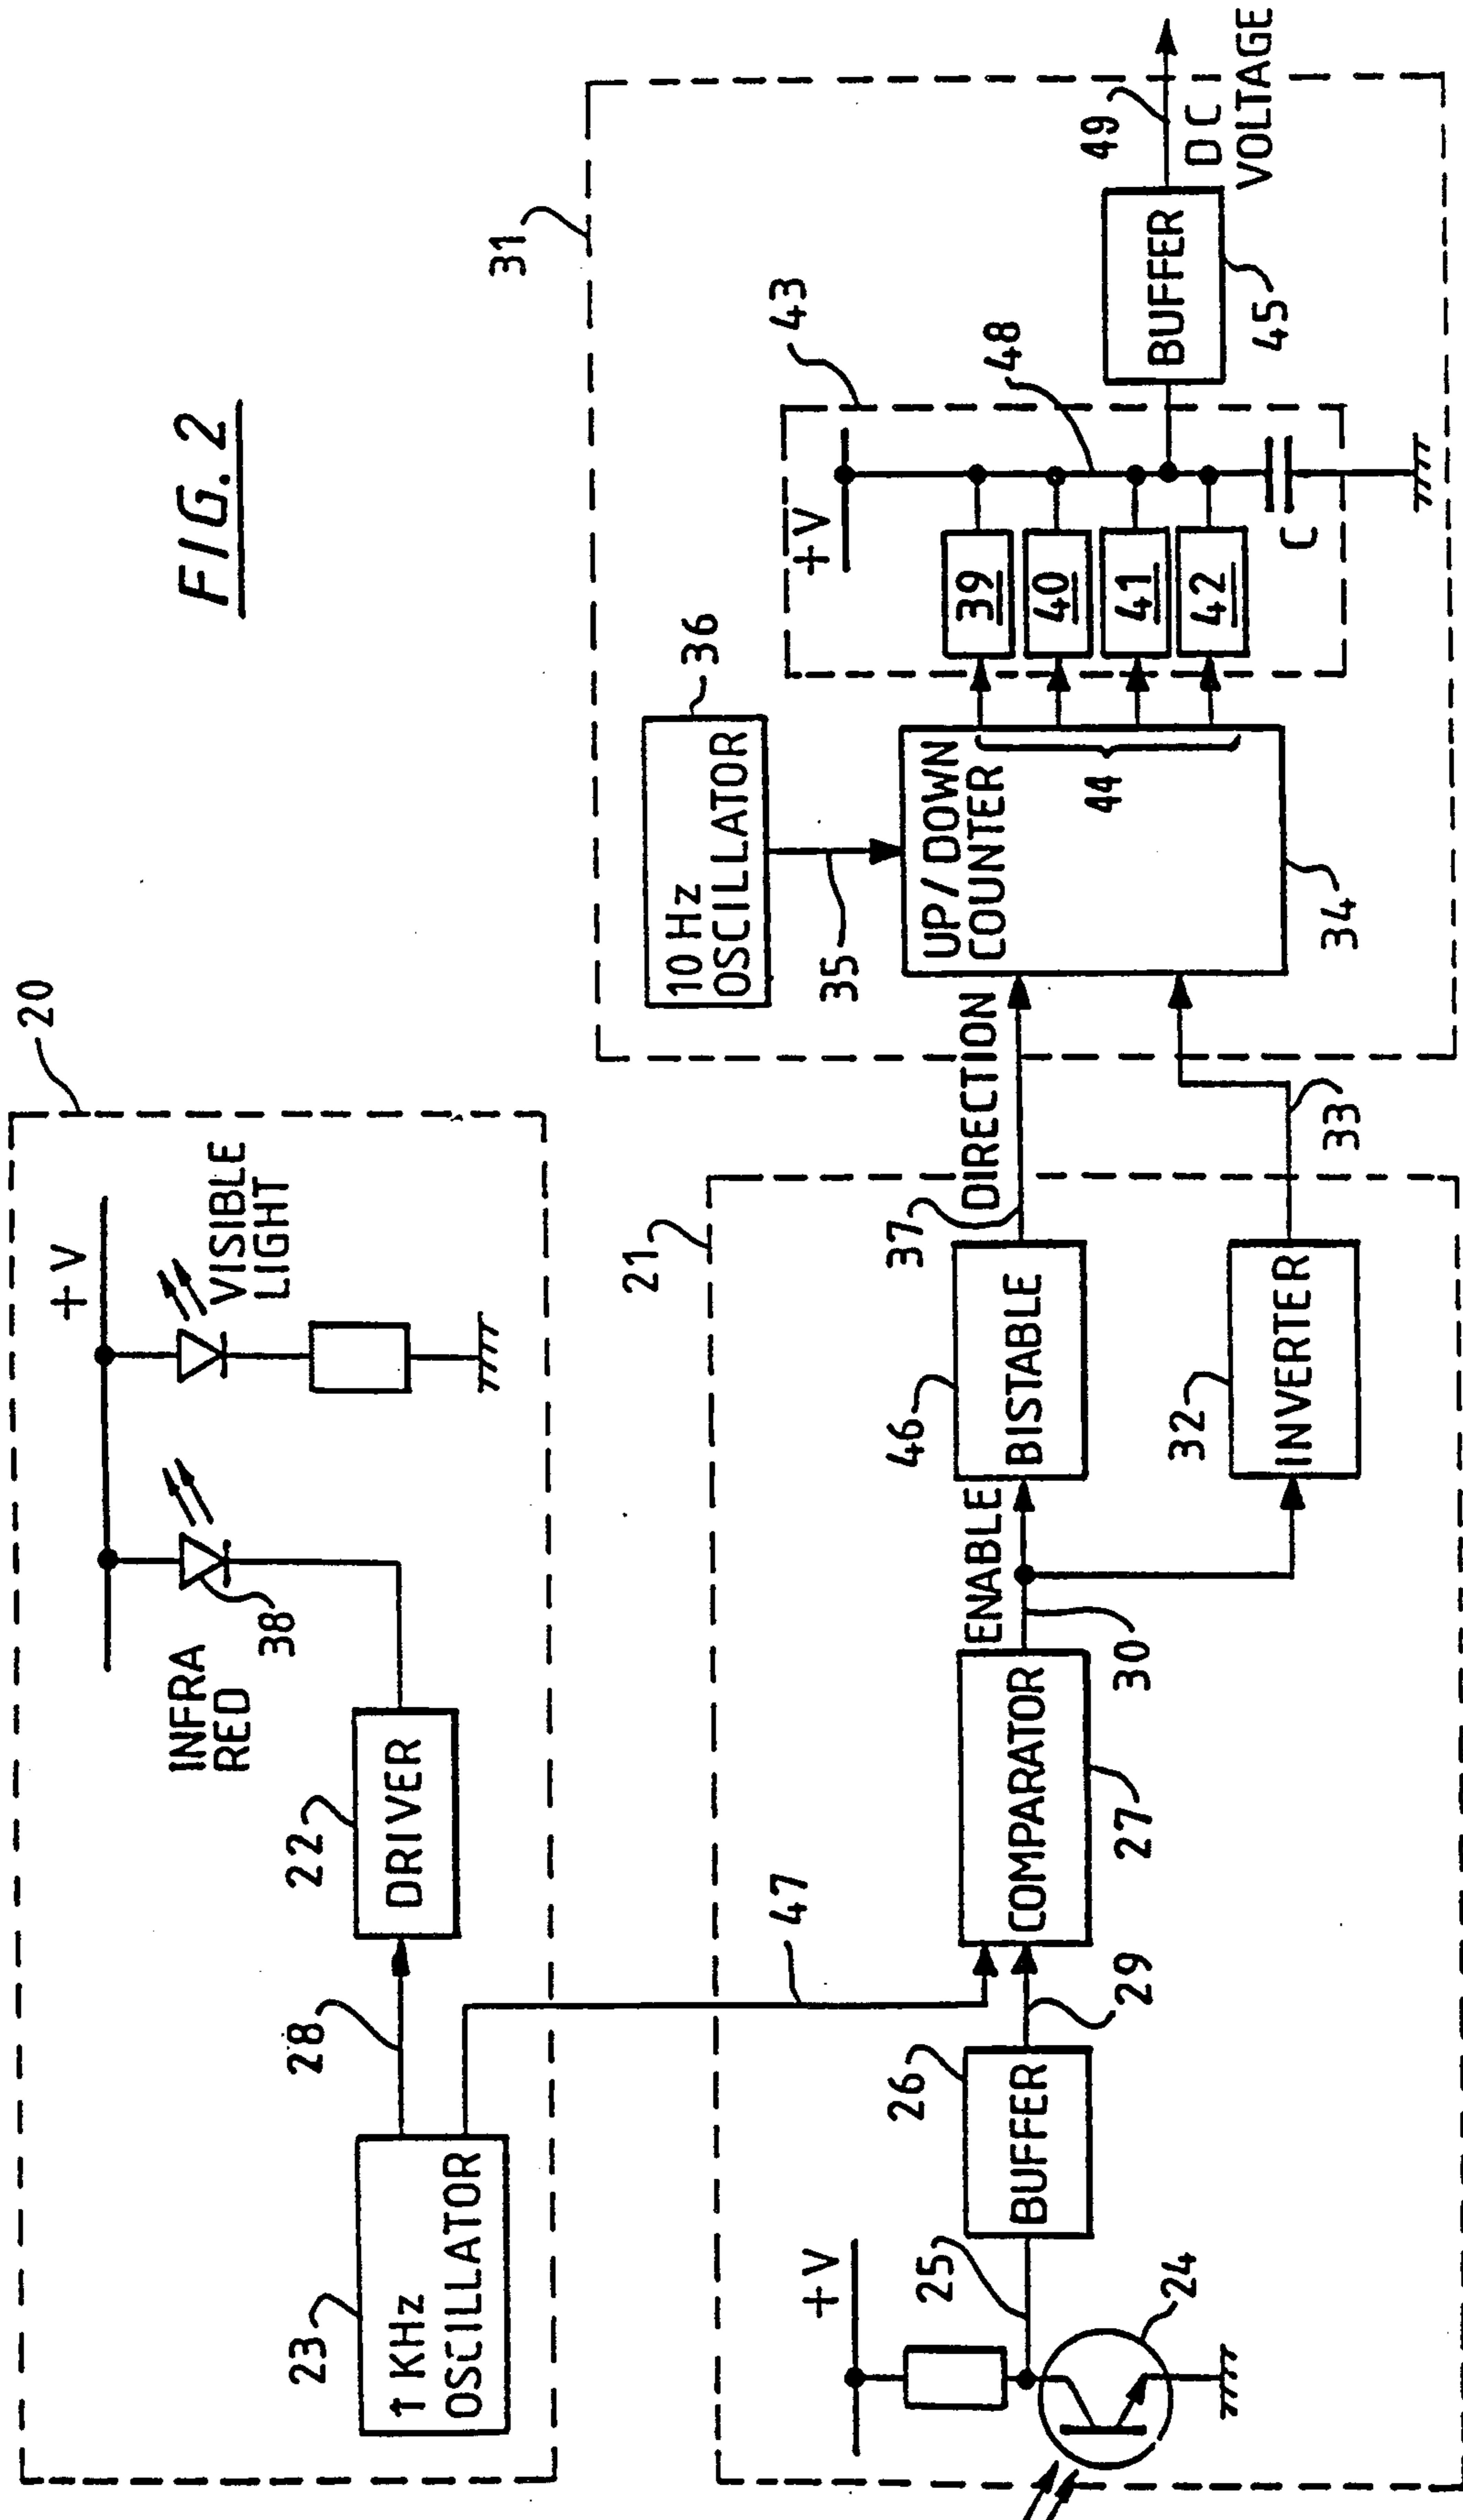 FIG. 2
20
+V
INFRA
RED
38
VISIBLE
LIGHT
23
1 KHz
OSCILLATOR
28
22
DRIVER
47
21
+V
25
24
26
BUFFER
29
COMPARATOR
27
ENABLE
30
46
BISTABLE
37
DIRECTION
32
INVERTER
33
31
10 Hz
OSCILLATOR
36
35
UP/DOWN
COUNTER
44
34
43
+V
39
40
41
42
48
C
BUFFER
45
49
DC
VOLTAGE